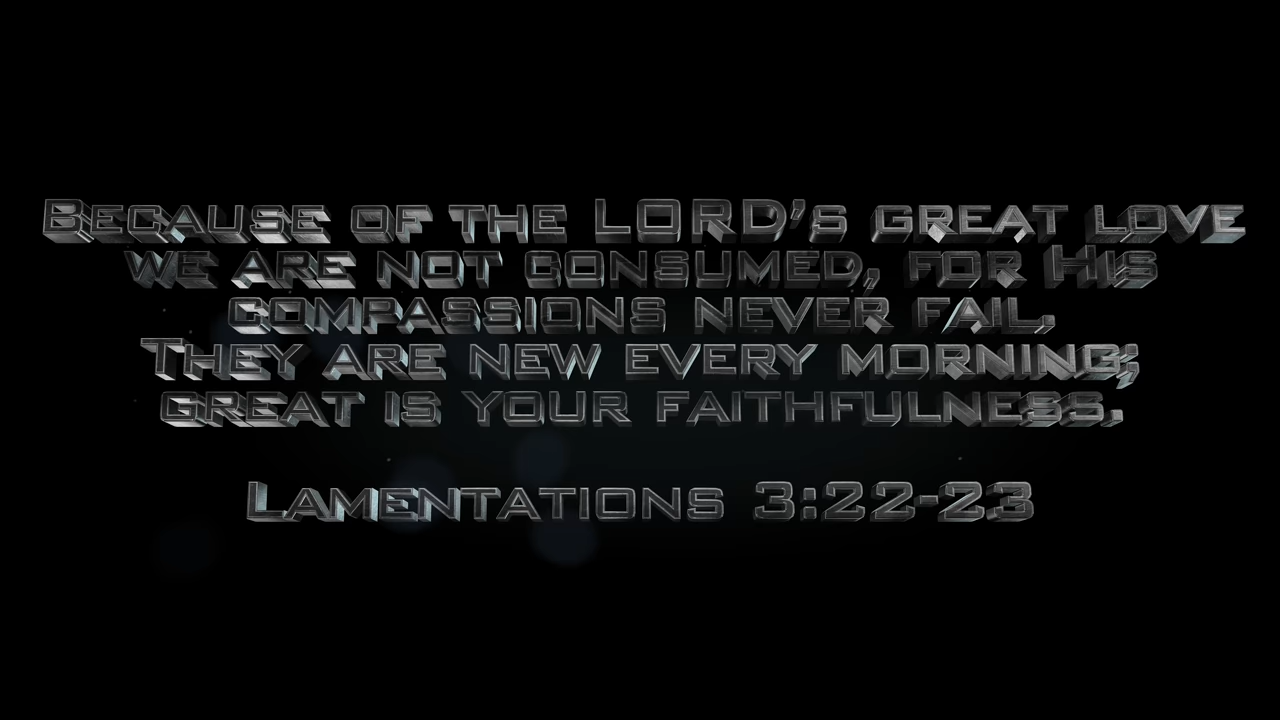 Because of the LORD's great love
we are not consumed, for His
compassions never fail.
They are new every morning;
great is your faithfulness.
Lamentations 3:22-23